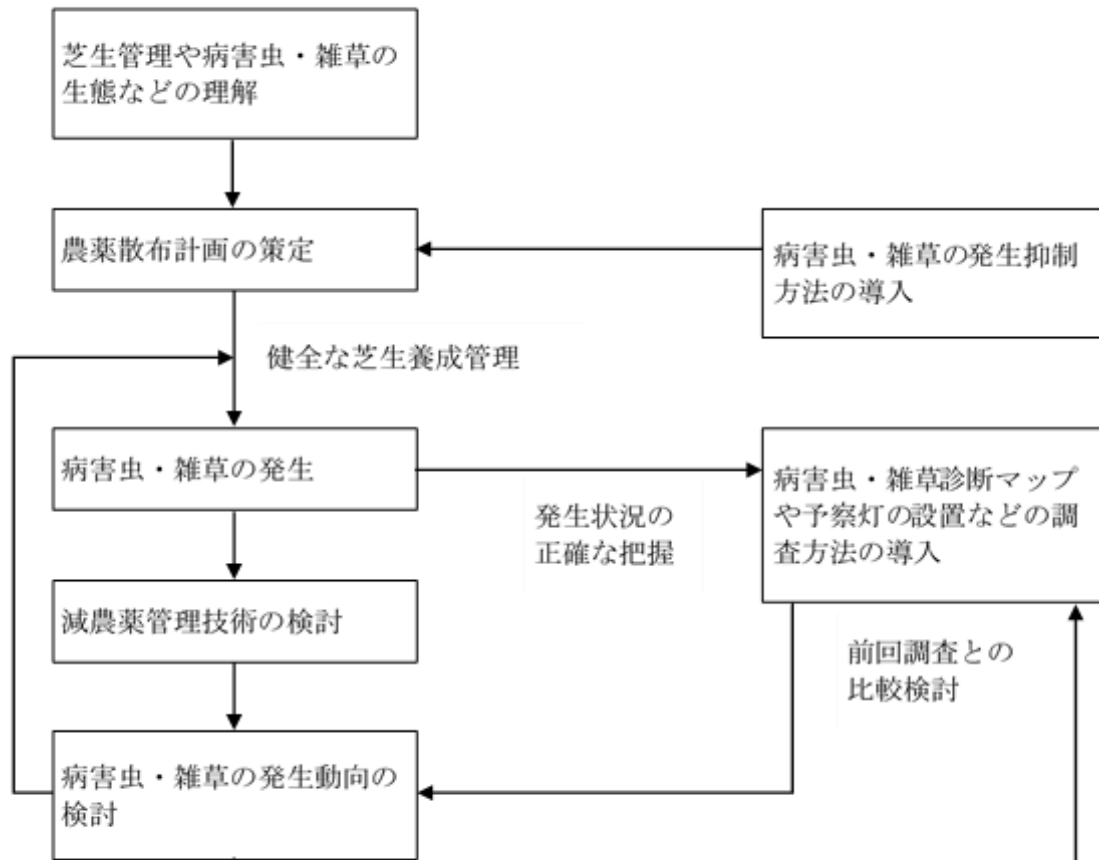 芝生管理や病害虫・雑草の
生態などの理解
農薬散布計画の策定
病害虫・雑草の発生抑制
方法の導入
健全な芝生養成管理
病害虫・雑草の発生
発生状況の
正確な把握
病害虫・雑草診断マップ
や予察灯の設置などの調
査方法の導入
減農薬管理技術の検討
前回調査との
比較検討
病害虫・雑草の発生動向の
検討